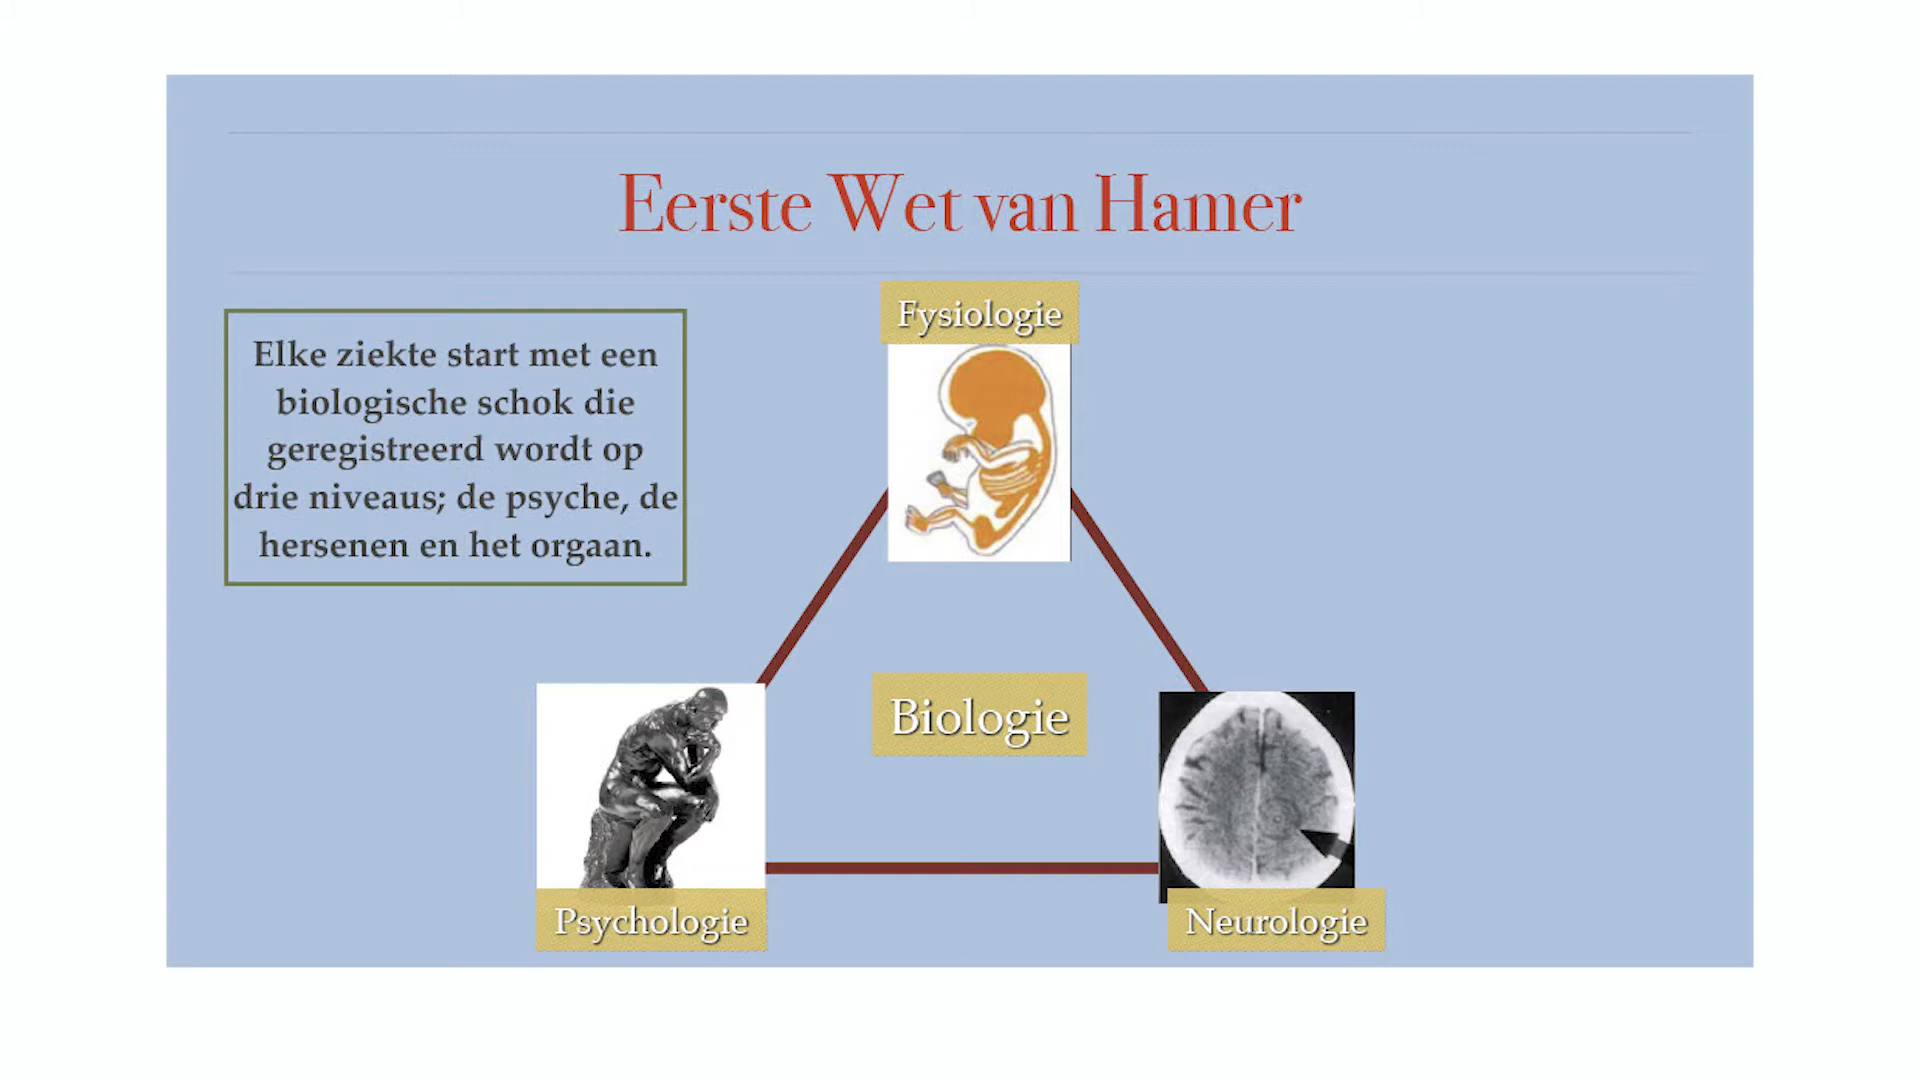 Eerste Wet van Hamer
Fysiologie
Elke ziekte start met een
biologische schok die
geregistreerd wordt op
drie niveaus; de psyche, de
hersenen en het orgaan.
Biologie
Psychologie
Neurologie